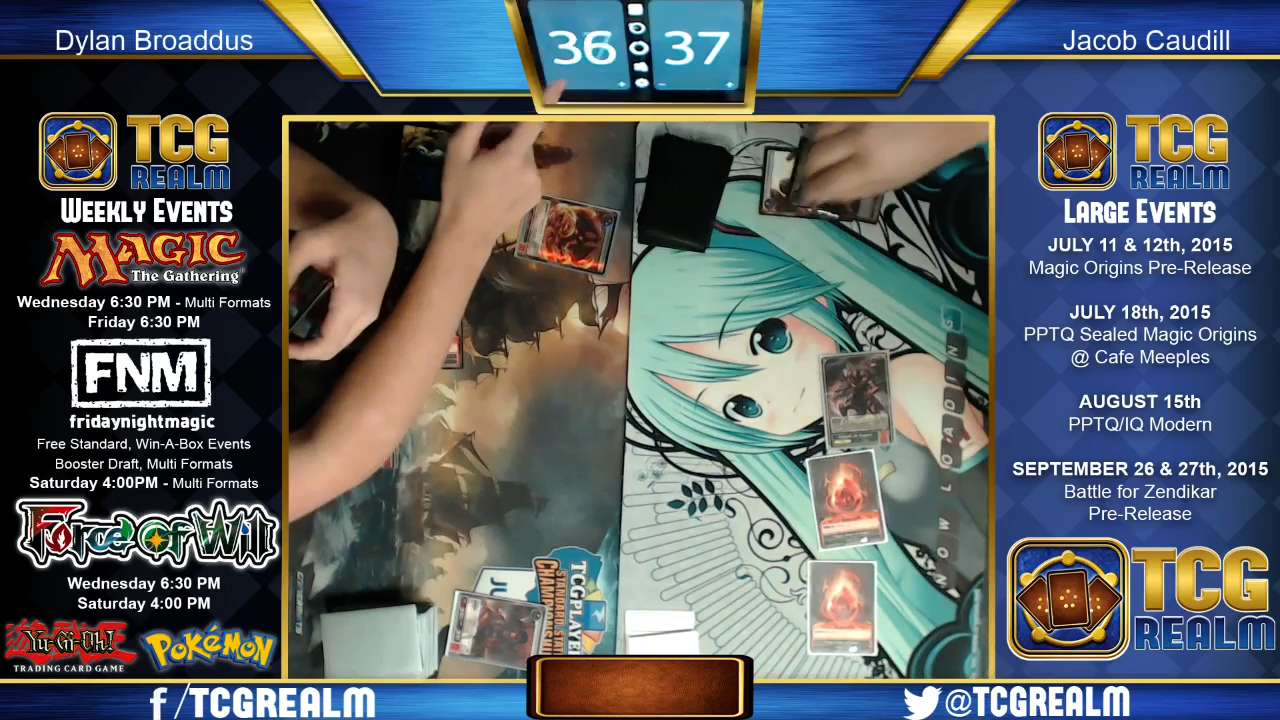 Dylan Broaddus
36 37
Jacob Caudill
TCG
REALM
WEEKLY EVENTS
MAGIC
The Gathering
Wednesday 6:30 PM - Multi Formats
Friday 6:30 PM
FNM
fridaynightmagic
Free Standard, Win-A-Box Events
Booster Draft, Multi Formats
Saturday 4:00PM - Multi Formats
Force of Will
Wednesday 6:30 PM
Saturday 4:00 PM
Yu-Gi-Oh!
TRADING CARD GAME
POKéMON
TCG
REALM
LARGE EVENTS
JULY 11 & 12th, 2015
Magic Origins Pre-Release
JULY 18th, 2015
PPTQ Sealed Magic Origins
@ Cafe Meeples
AUGUST 15th
PPTQ/IQ Modern
SEPTEMBER 26 & 27th, 2015
Battle for Zendikar
Pre-Release
TCG
REALM
NOW LOADING
TCGPLAYER
f/TCGREALM
@TCGREALM